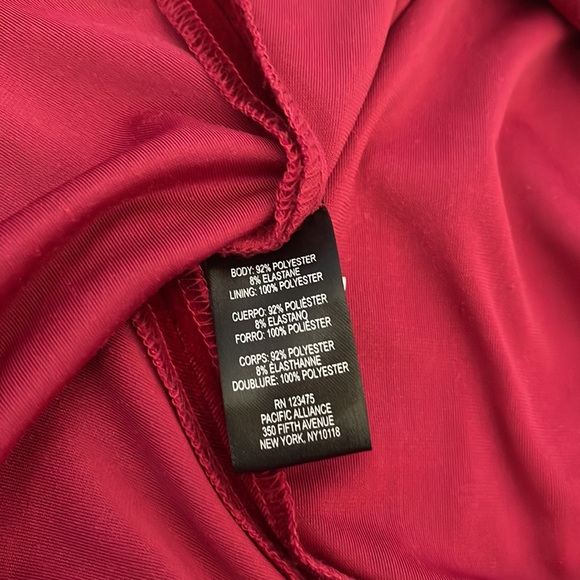 BODY: 92% POLYESTER
8% ELASTANE
LINING: 100% POLYESTER
CUERPO: 92% POLIÉSTER
8% ELASTANO
FORRO: 100% POLIÉSTER
CORPS: 92% POLYESTER
8% ÉLASTHANNE
DOUBLURE: 100% POLYESTER
RN 123475
PACIFIC ALLIANCE
350 FIFTH AVENUE
NEW YORK, NY10118